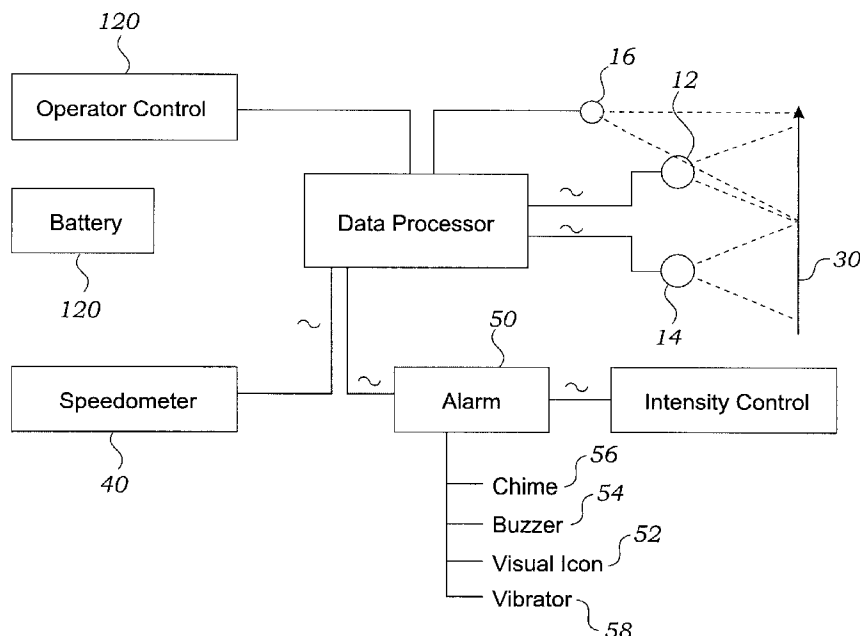 120
Operator Control
16
12
Battery
120
Data Processor
30
14
50
Speedometer
40
Alarm
Intensity Control
Chime 56
Buzzer 54
Visual Icon 52
Vibrator 58